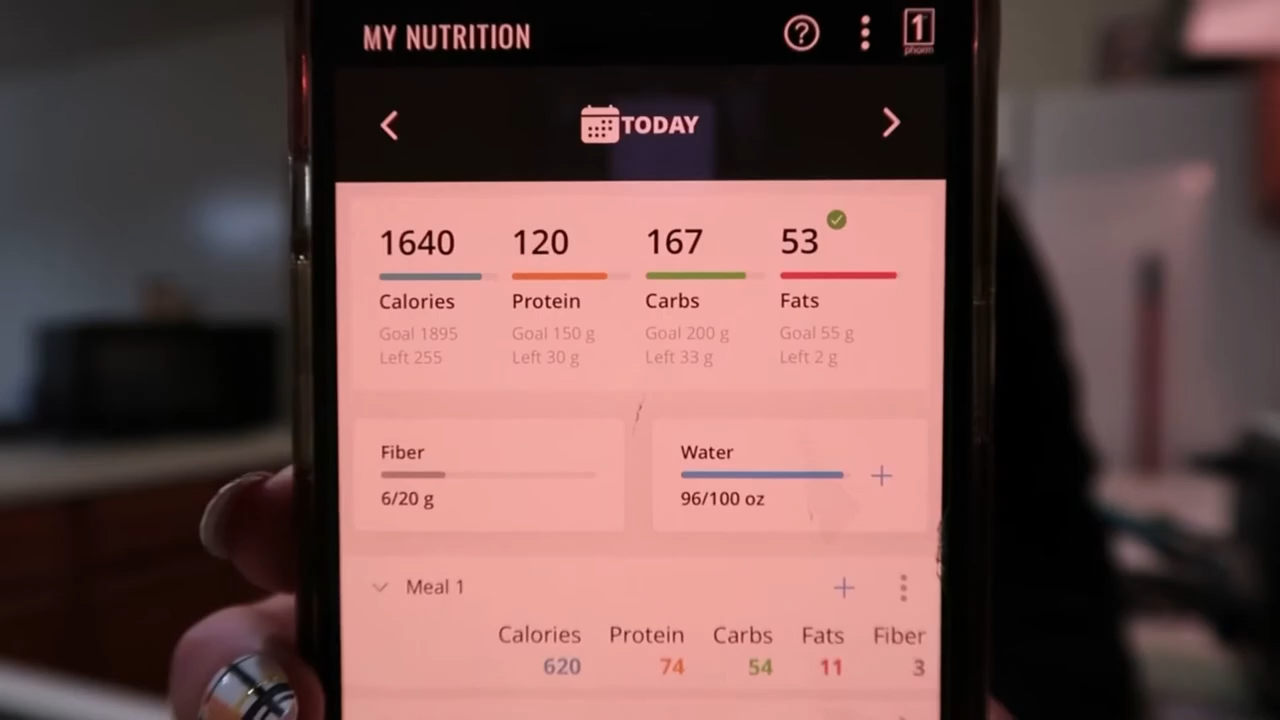 MY NUTRITION
1
phorm
TODAY
1640 120 167 53
Calories Protein Carbs Fats
Goal 1895 Goal 150 g Goal 200 g Goal 55 g
Left 255 Left 30 g Left 33 g Left 2 g
Fiber
6/20 g
Water
96/100 oz
Meal 1
Calories Protein Carbs Fats Fiber
620 74 54 11 3